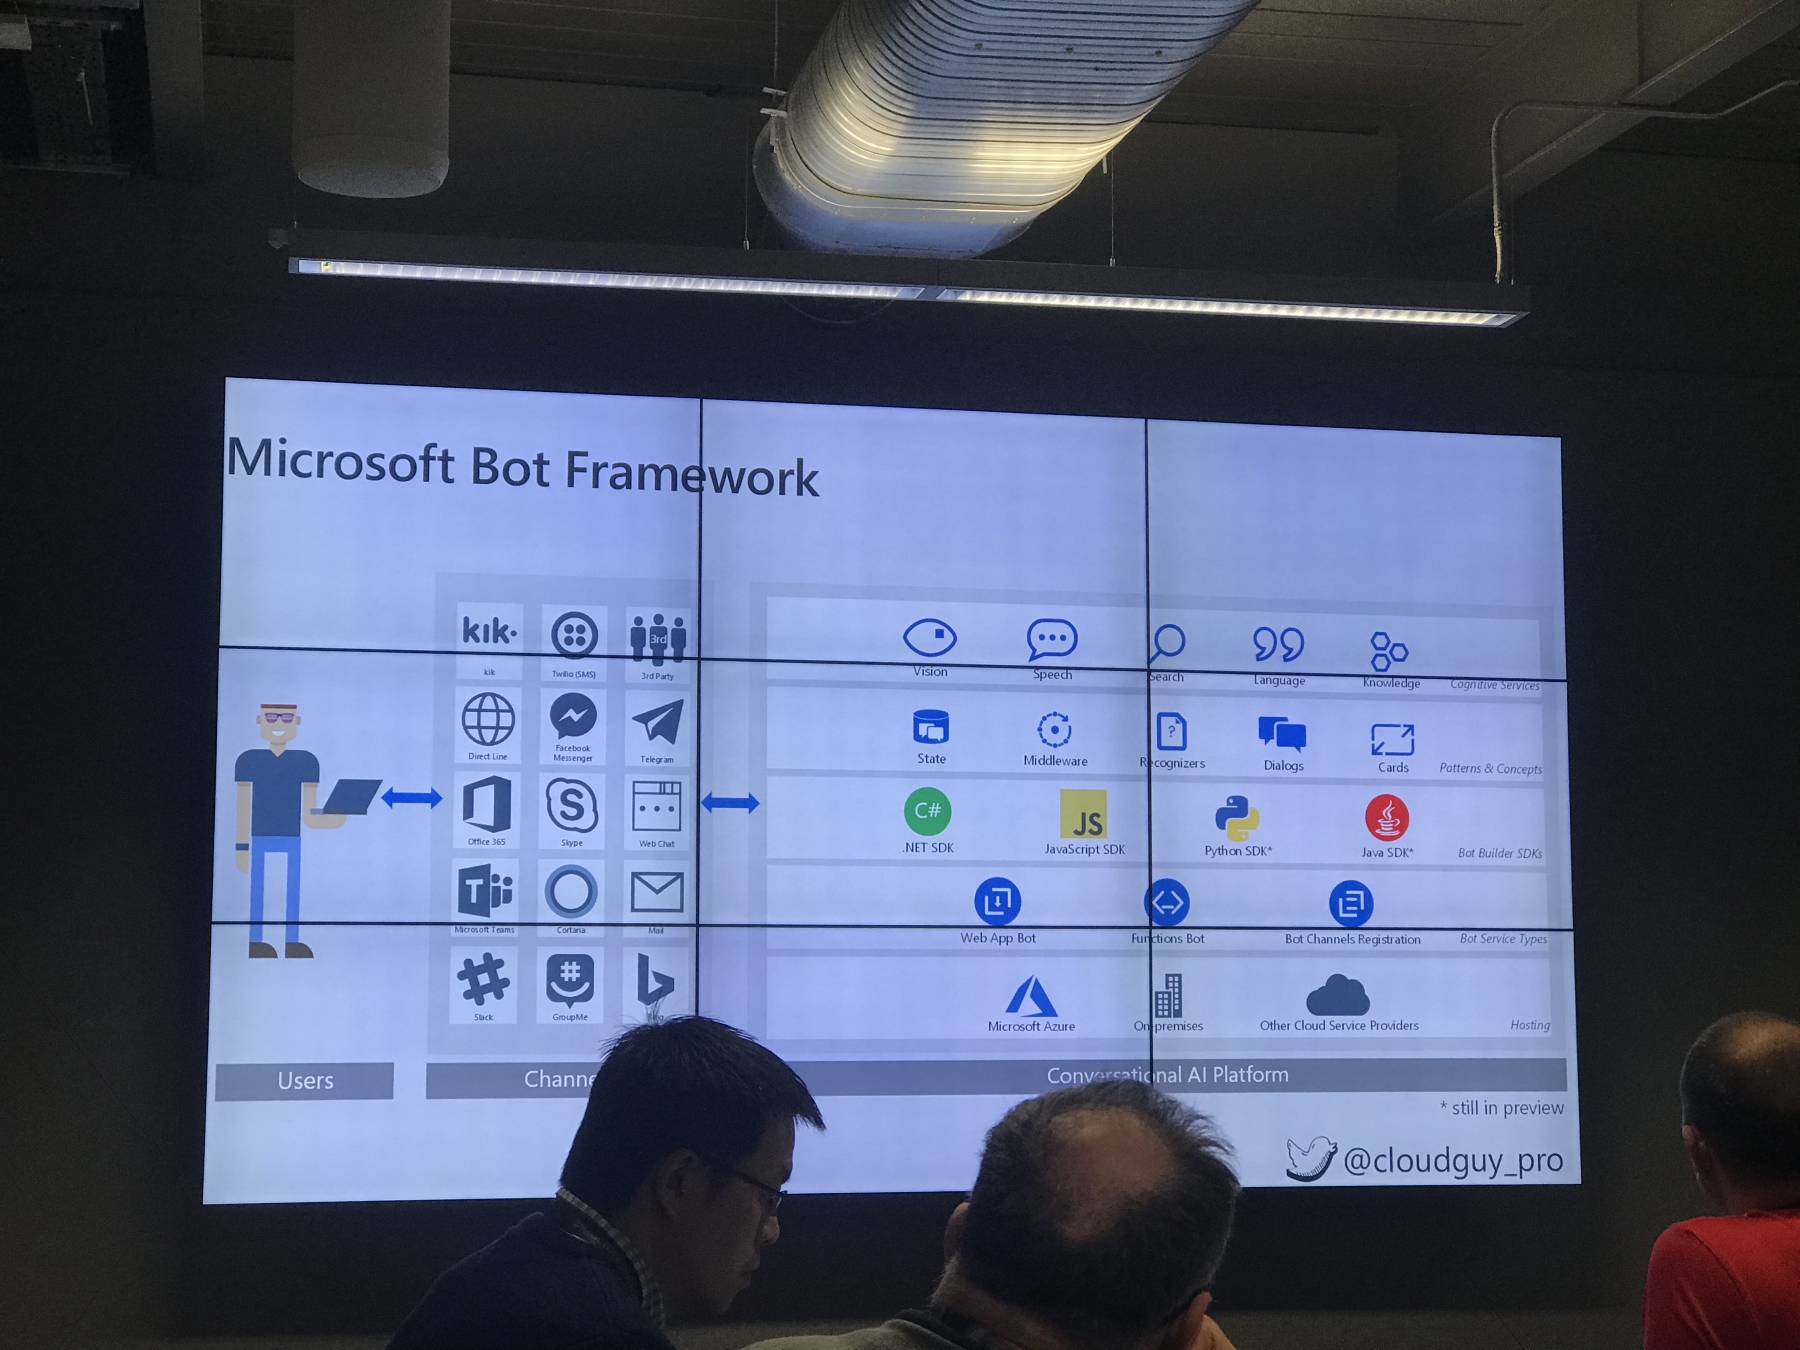 Microsoft Bot Framework
kik
Twilio (SMS)
3rd
3rd Party
Direct Line
Facebook
Messenger
Telegram
Office 365
Skype
Web Chat
Microsoft Teams
Cortana
Mail
Slack
GroupMe
kik
S
T
Vision
Speech
Search
Language
Knowledge
Cognitive Services
State
Middleware
?
Recognizers
Dialogs
Cards
Patterns & Concepts
C#
.NET SDK
JS
JavaScript SDK
Python SDK*
Java SDK*
Bot Builder SDKs
Web App Bot
Functions Bot
Bot Channels Registration
Bot Service Types
Microsoft Azure
On-premises
Other Cloud Service Providers
Hosting
Users
Conversational AI Platform
* still in preview
@cloudguy_pro